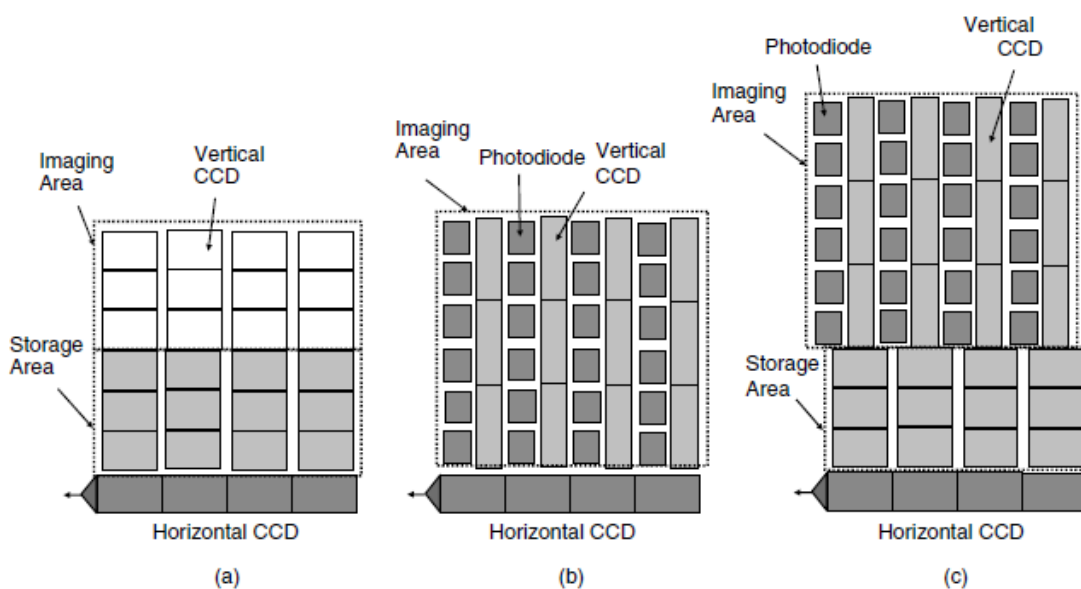 Imaging
Area
Vertical
CCD
Storage
Area
Horizontal CCD
(a)
Imaging
Area
Photodiode
Vertical
CCD
Horizontal CCD
(b)
Photodiode
Vertical
CCD
Imaging
Area
Storage
Area
Horizontal CCD
(c)